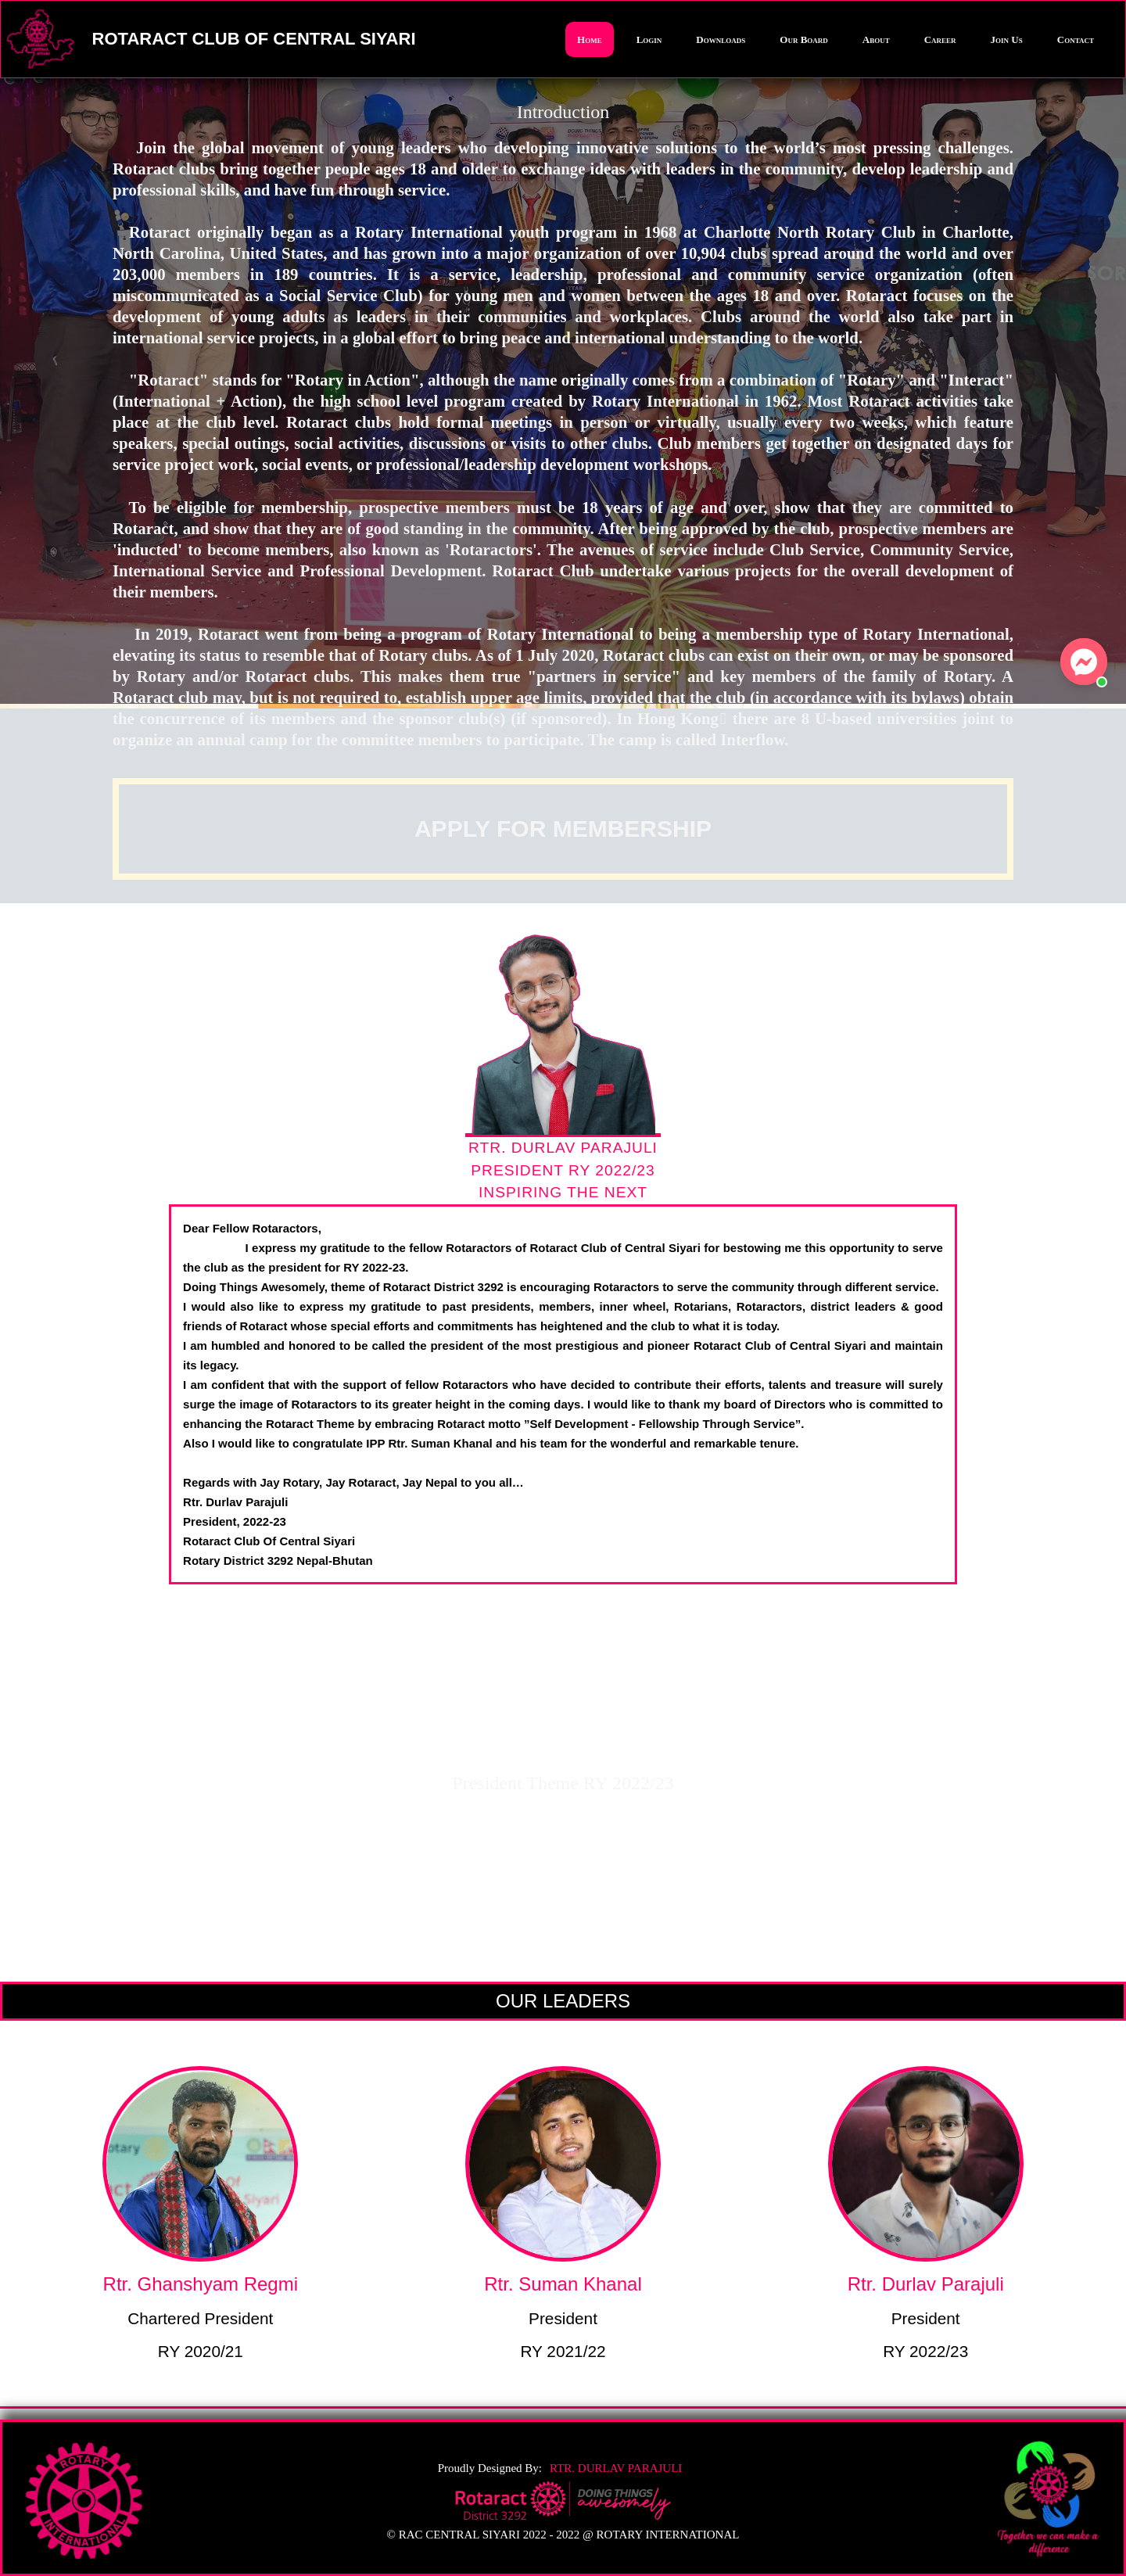 ROTARACT CLUB OF CENTRAL SIYARI
Home Login Downloads Our Board About Career Join Us Contact
Introduction
Join the global movement of young leaders who developing innovative solutions to the world’s most pressing challenges.
Rotaract clubs bring together people ages 18 and older to exchange ideas with leaders in the community, develop leadership and
professional skills, and have fun through service.
Rotaract originally began as a Rotary International youth program in 1968 at Charlotte North Rotary Club in Charlotte,
North Carolina, United States, and has grown into a major organization of over 10,904 clubs spread around the world and over
203,000 members in 189 countries. It is a service, leadership, professional and community service organization (often
miscommunicated as a Social Service Club) for young men and women between the ages 18 and over. Rotaract focuses on the
development of young adults as leaders in their communities and workplaces. Clubs around the world also take part in
international service projects, in a global effort to bring peace and international understanding to the world.
"Rotaract" stands for "Rotary in Action", although the name originally comes from a combination of "Rotary" and "Interact"
(International + Action), the high school level program created by Rotary International in 1962. Most Rotaract activities take
place at the club level. Rotaract clubs hold formal meetings in person or virtually, usually every two weeks, which feature
speakers, special outings, social activities, discussions or visits to other clubs. Club members get together on designated days for
service project work, social events, or professional/leadership development workshops.
To be eligible for membership, prospective members must be 18 years of age and over, show that they are committed to
Rotaract, and show that they are of good standing in the community. After being approved by the club, prospective members are
'inducted' to become members, also known as 'Rotaractors'. The avenues of service include Club Service, Community Service,
International Service and Professional Development. Rotaract Club undertake various projects for the overall development of
their members.
In 2019, Rotaract went from being a program of Rotary International to being a membership type of Rotary International,
elevating its status to resemble that of Rotary clubs. As of 1 July 2020, Rotaract clubs can exist on their own, or may be sponsored
by Rotary and/or Rotaract clubs. This makes them true "partners in service" and key members of the family of Rotary. A
Rotaract club may, but is not required to, establish upper age limits, provided that the club (in accordance with its bylaws) obtain
the concurrence of its members and the sponsor club(s) (if sponsored). In Hong Kong there are 8 U-based universities joint to
organize an annual camp for the committee members to participate. The camp is called Interflow.
APPLY FOR MEMBERSHIP
RTR. DURLAV PARAJULI
PRESIDENT RY 2022/23
INSPIRING THE NEXT
Dear Fellow Rotaractors,
I express my gratitude to the fellow Rotaractors of Rotaract Club of Central Siyari for bestowing me this opportunity to serve
the club as the president for RY 2022-23.
Doing Things Awesomely, theme of Rotaract District 3292 is encouraging Rotaractors to serve the community through different service.
I would also like to express my gratitude to past presidents, members, inner wheel, Rotarians, Rotaractors, district leaders & good
friends of Rotaract whose special efforts and commitments has heightened and the club to what it is today.
I am humbled and honored to be called the president of the most prestigious and pioneer Rotaract Club of Central Siyari and maintain
its legacy.
I am confident that with the support of fellow Rotaractors who have decided to contribute their efforts, talents and treasure will surely
surge the image of Rotaractors to its greater height in the coming days. I would like to thank my board of Directors who is committed to
enhancing the Rotaract Theme by embracing Rotaract motto ”Self Development - Fellowship Through Service”.
Also I would like to congratulate IPP Rtr. Suman Khanal and his team for the wonderful and remarkable tenure.
Regards with Jay Rotary, Jay Rotaract, Jay Nepal to you all…
Rtr. Durlav Parajuli
President, 2022-23
Rotaract Club Of Central Siyari
Rotary District 3292 Nepal-Bhutan
President Theme RY 2022/23
OUR LEADERS
Rtr. Ghanshyam Regmi
Chartered President
RY 2020/21
Rtr. Suman Khanal
President
RY 2021/22
Rtr. Durlav Parajuli
President
RY 2022/23
ROTARY
INTERNATIONAL
Proudly Designed By: RTR. DURLAV PARAJULI
Rotaract
District 3292
DOING THINGS
awesomely
© RAC CENTRAL SIYARI 2022 - 2022 @ ROTARY INTERNATIONAL
Together we can make a
difference